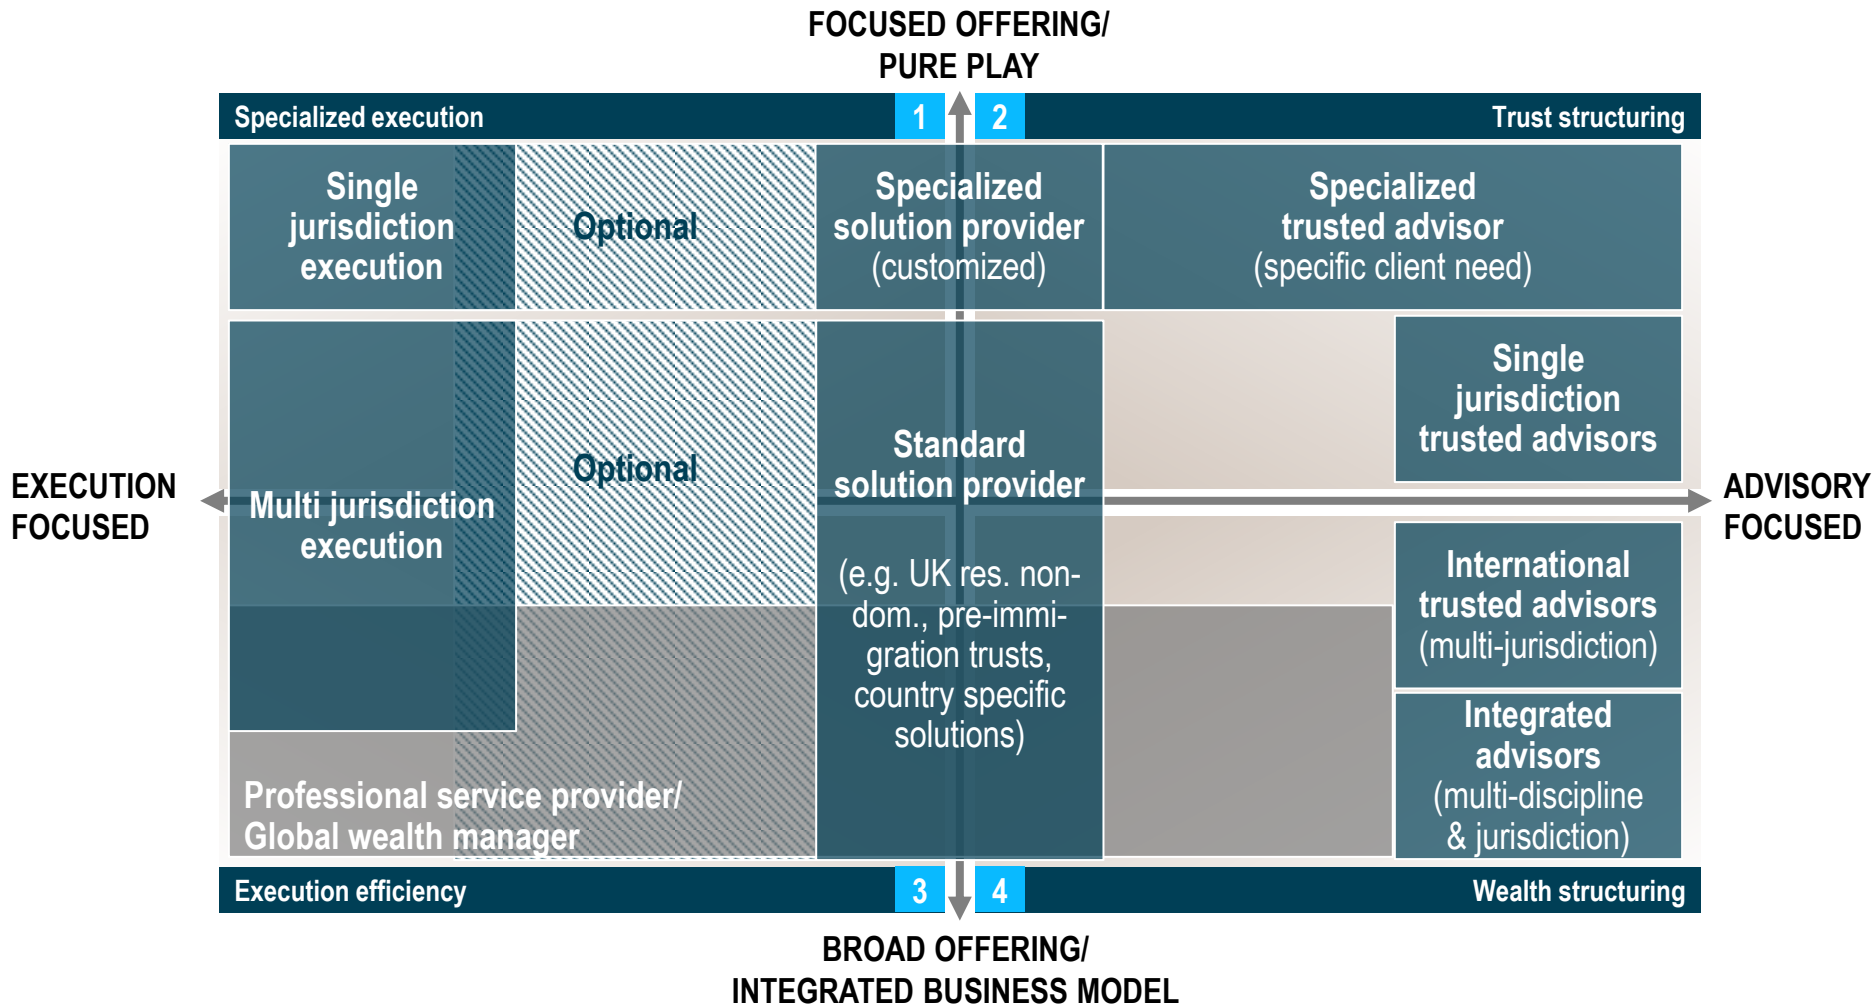 FOCUSED OFFERING/
PURE PLAY
Specialized execution
1
2
Trust structuring
Single
jurisdiction
execution
Optional
Specialized
solution provider
(customized)
Specialized
trusted advisor
(specific client need)
Single
jurisdiction
trusted advisors
EXECUTION
FOCUSED
Multi jurisdiction
execution
Optional
Standard
solution provider
(e.g. UK res. non-
dom., pre-immi-
gration trusts,
country specific
solutions)
ADVISORY
FOCUSED
International
trusted advisors
(multi-jurisdiction)
Integrated
advisors
(multi-discipline
& jurisdiction)
Professional service provider/
Global wealth manager
Execution efficiency
3
4
Wealth structuring
BROAD OFFERING/
INTEGRATED BUSINESS MODEL